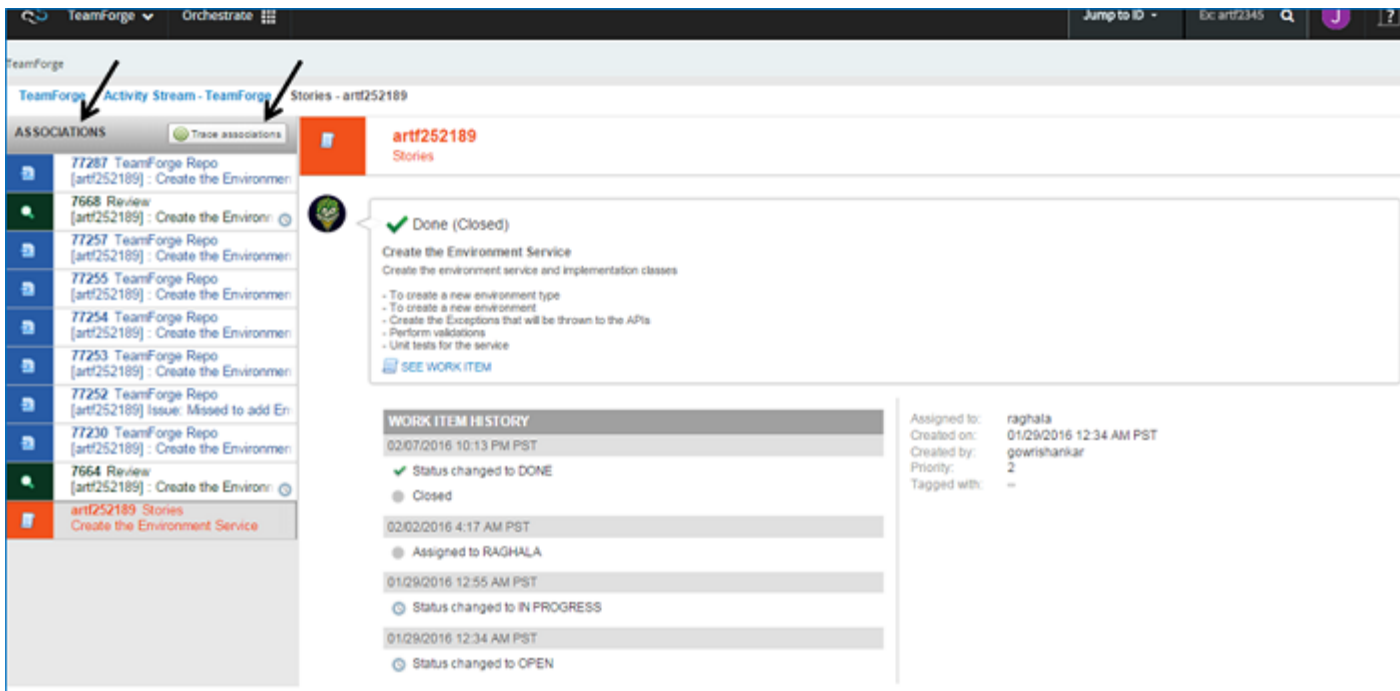 TeamForge
Orchestrate
Jump to ID
Ex: artf2345
J
?
TeamForge
TeamForge
Activity Stream - TeamForge
Stories - artf252189
ASSOCIATIONS
Trace associations
77287 TeamForge Repo
[artf252189] : Create the Environmen
7668 Review
[artf252189] : Create the Environ
77257 TeamForge Repo
[artf252189] : Create the Environmen
77255 TeamForge Repo
[artf252189] : Create the Environmen
77254 TeamForge Repo
[artf252189] : Create the Environmen
77253 TeamForge Repo
[artf252189] : Create the Environmen
77252 TeamForge Repo
[artf252189] Issue: Missed to add En
77230 TeamForge Repo
[artf252189] : Create the Environmen
7664 Review
[artf252189] : Create the Environ
artf252189 Stories
Create the Environment Service
artf252189
Stories
Done (Closed)
Create the Environment Service
Create the environment service and implementation classes
- To create a new environment type
- To create a new environment
- Create the Exceptions that will be thrown to the APIs
- Perform validations
- Unit tests for the service
SEE WORK ITEM
WORK ITEM HISTORY
02/07/2016 10:13 PM PST
Status changed to DONE
Closed
02/02/2016 4:17 AM PST
Assigned to RAGHALA
01/29/2016 12:55 AM PST
Status changed to IN PROGRESS
01/29/2016 12:34 AM PST
Status changed to OPEN
Assigned to: raghala
Created on: 01/29/2016 12:34 AM PST
Created by: gowrishankar
Priority: 2
Tagged with: --